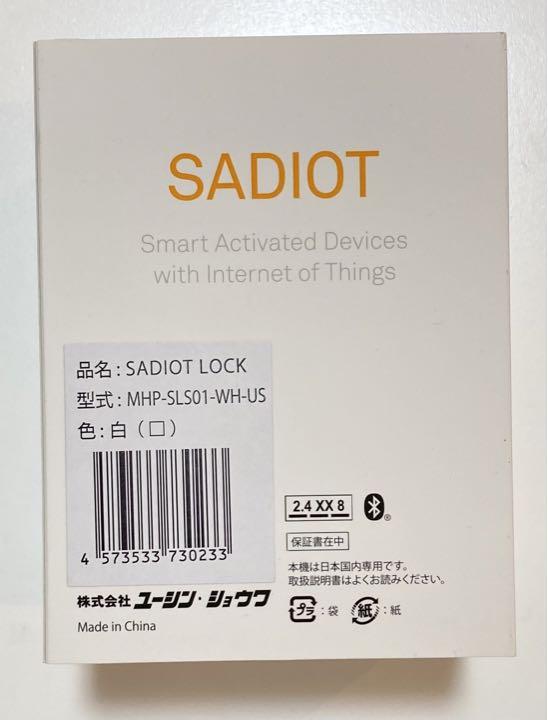 SADIOT
Smart Activated Devices
with Internet of Things
品名 : SADIOT LOCK
型式 : MHP-SLS01-WH-US
色 : 白 (□)
4 573533 730233
2.4 XX 8
®
保証書在中
本機は日本国内専用です。
取扱説明書はよくお読みください。
株式会社 ユーシン・ショウワ
プラ : 袋
紙 : 紙
Made in China